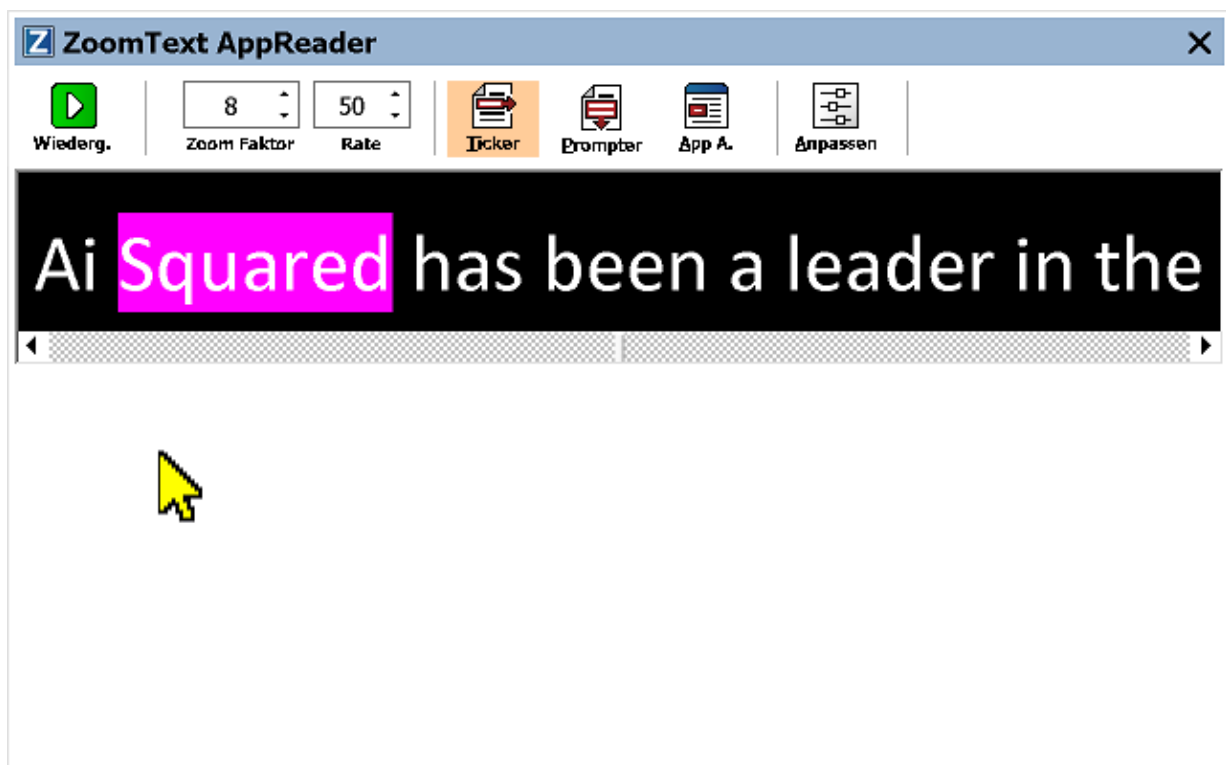 Z ZoomText AppReader
8 50
Wiederg. Zoom Faktor Rate Ticker Prompter App A. Anpassen
Ai Squared has been a leader in the